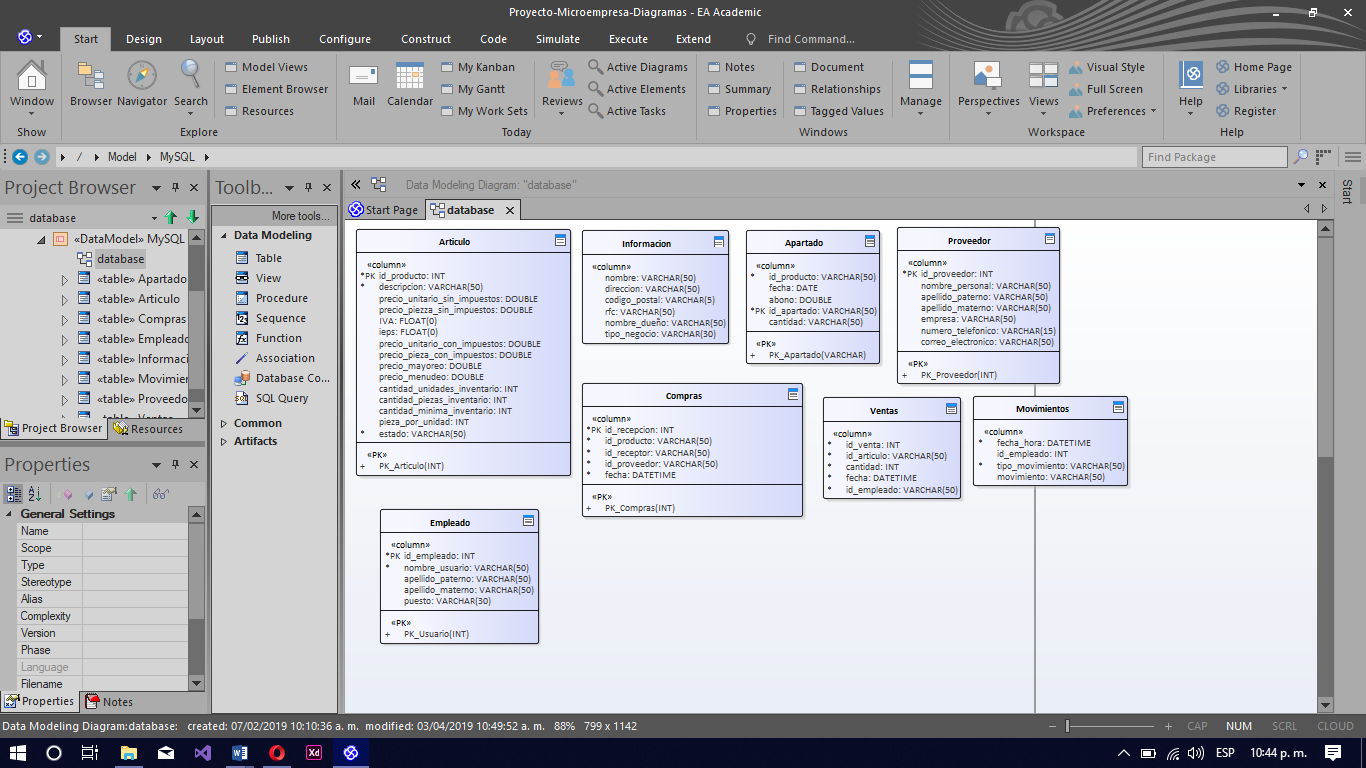 Proyecto-Microempresa-Diagramas - EA Academic
Start Design Layout Publish Configure Construct Code Simulate Execute Extend Find Command...
Window
Show
Browser Navigator Search
Model Views
Element Browser
Resources
Explore
Mail Calendar
My Kanban
My Gantt
My Work Sets
Reviews
Active Diagrams
Active Elements
Active Tasks
Today
Notes
Summary
Properties
Document
Relationships
Tagged Values
Windows
Manage
Perspectives Views
Visual Style
Full Screen
Preferences
Workspace
Help
Home Page
Libraries
Register
Help
/ Model MySQL
Find Package
Project Browser
database
«DataModel» MySQL
database
«table» Apartado
«table» Articulo
«table» Compras
«table» Empleado
«table» Informaci
«table» Movimier
«table» Proveedo
Project Browser Resources
Properties
General Settings
Name
Scope
Type
Stereotype
Alias
Complexity
Version
Phase
Language
Filename
Properties Notes
Toolb...
More tools...
Data Modeling
Table
View
Procedure
Sequence
Function
Association
Database Co...
SQL Query
Common
Artifacts
Data Modeling Diagram: "database"
Start Page database
Start
Articulo
«column»
*PK id_producto: INT
* descripcion: VARCHAR(50)
precio_unitario_sin_impuestos: DOUBLE
precio_piezza_sin_impuestos: DOUBLE
IVA: FLOAT(0)
ieps: FLOAT(0)
precio_unitario_con_impuestos: DOUBLE
precio_pieza_con_impuestos: DOUBLE
precio_mayoreo: DOUBLE
precio_menudeo: DOUBLE
cantidad_unidades_inventario: INT
cantidad_piezas_inventario: INT
cantidad_minima_inventario: INT
pieza_por_unidad: INT
* estado: VARCHAR(50)
«PK»
+ PK_Articulo(INT)
Informacion
«column»
nombre: VARCHAR(50)
direccion: VARCHAR(50)
codigo_postal: VARCHAR(5)
rfc: VARCHAR(50)
nombre_dueño: VARCHAR(50)
tipo_negocio: VARCHAR(30)
Apartado
«column»
* id_producto: VARCHAR(50)
fecha: DATE
abono: DOUBLE
*PK id_apartado: VARCHAR(50)
cantidad: VARCHAR(50)
«PK»
+ PK_Apartado(VARCHAR)
Proveedor
«column»
*PK id_proveedor: INT
nombre_personal: VARCHAR(50)
apellido_paterno: VARCHAR(50)
apellido_materno: VARCHAR(50)
empresa: VARCHAR(50)
numero_telefonico: VARCHAR(15)
correo_electronico: VARCHAR(50)
«PK»
+ PK_Proveedor(INT)
Compras
«column»
*PK id_recepcion: INT
* id_producto: VARCHAR(50)
* id_receptor: VARCHAR(50)
* id_proveedor: VARCHAR(50)
* fecha: DATETIME
«PK»
+ PK_Compras(INT)
Ventas
«column»
* id_venta: INT
* id_articulo: VARCHAR(50)
* cantidad: INT
* fecha: DATETIME
* id_empleado: VARCHAR(50)
Movimientos
«column»
* fecha_hora: DATETIME
id_empleado: INT
* tipo_movimiento: VARCHAR(50)
movimiento: VARCHAR(50)
Empleado
«column»
*PK id_empleado: INT
* nombre_usuario: VARCHAR(50)
apellido_paterno: VARCHAR(50)
apellido_materno: VARCHAR(50)
puesto: VARCHAR(30)
«PK»
+ PK_Usuario(INT)
Data Modeling Diagram:database: created: 07/02/2019 10:10:36 a. m. modified: 03/04/2019 10:49:52 a. m. 88% 799 x 1142 CAP NUM SCRL CLOUD
Xd
ESP 10:44 p. m.